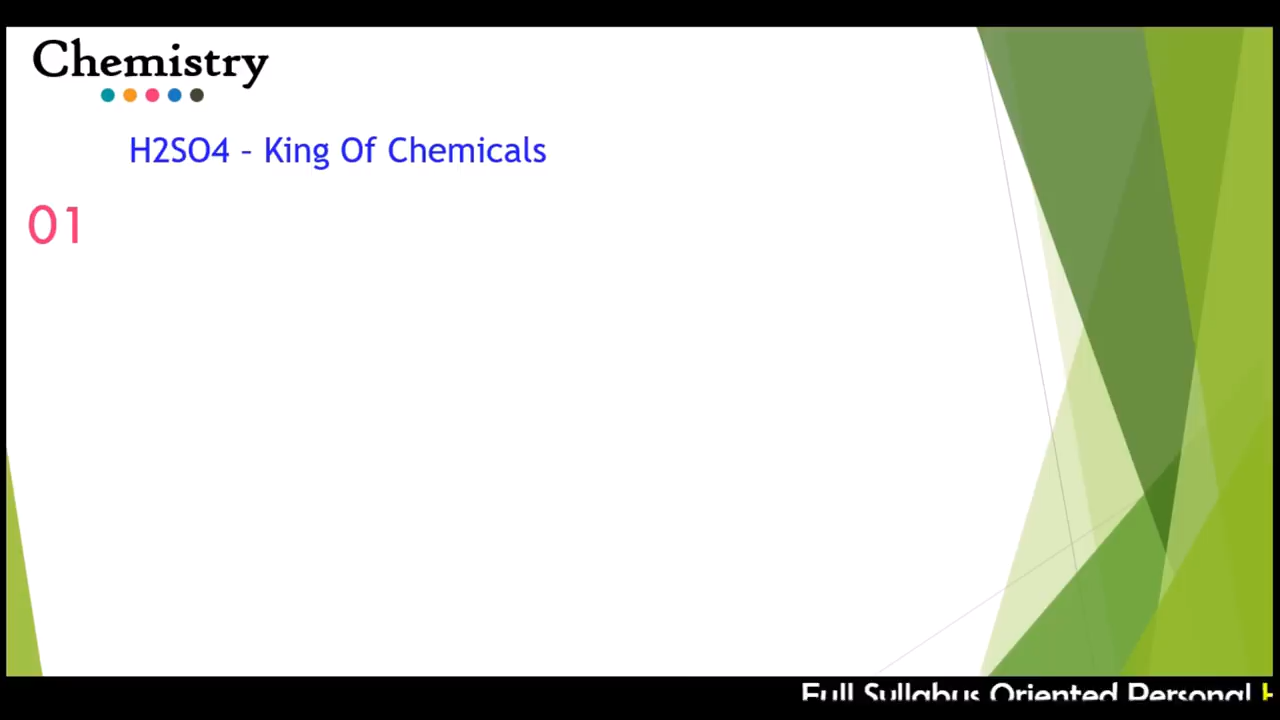 Chemistry
H2SO4 – King Of Chemicals
01
Full Syllabus Oriented Personal